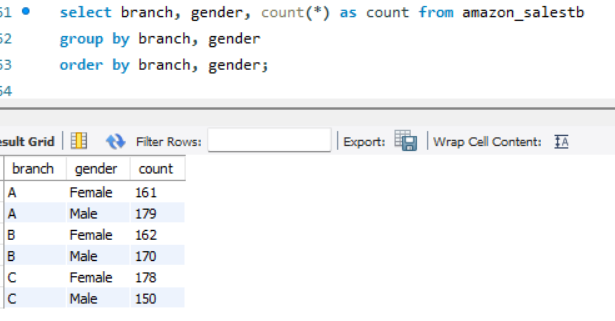 51 select branch, gender, count(*) as count from amazon_salestb
52 group by branch, gender
53 order by branch, gender;
54
esult Grid Filter Rows: Export: Wrap Cell Content: IA
branch gender count
A Female 161
A Male 179
B Female 162
B Male 170
C Female 178
C Male 150